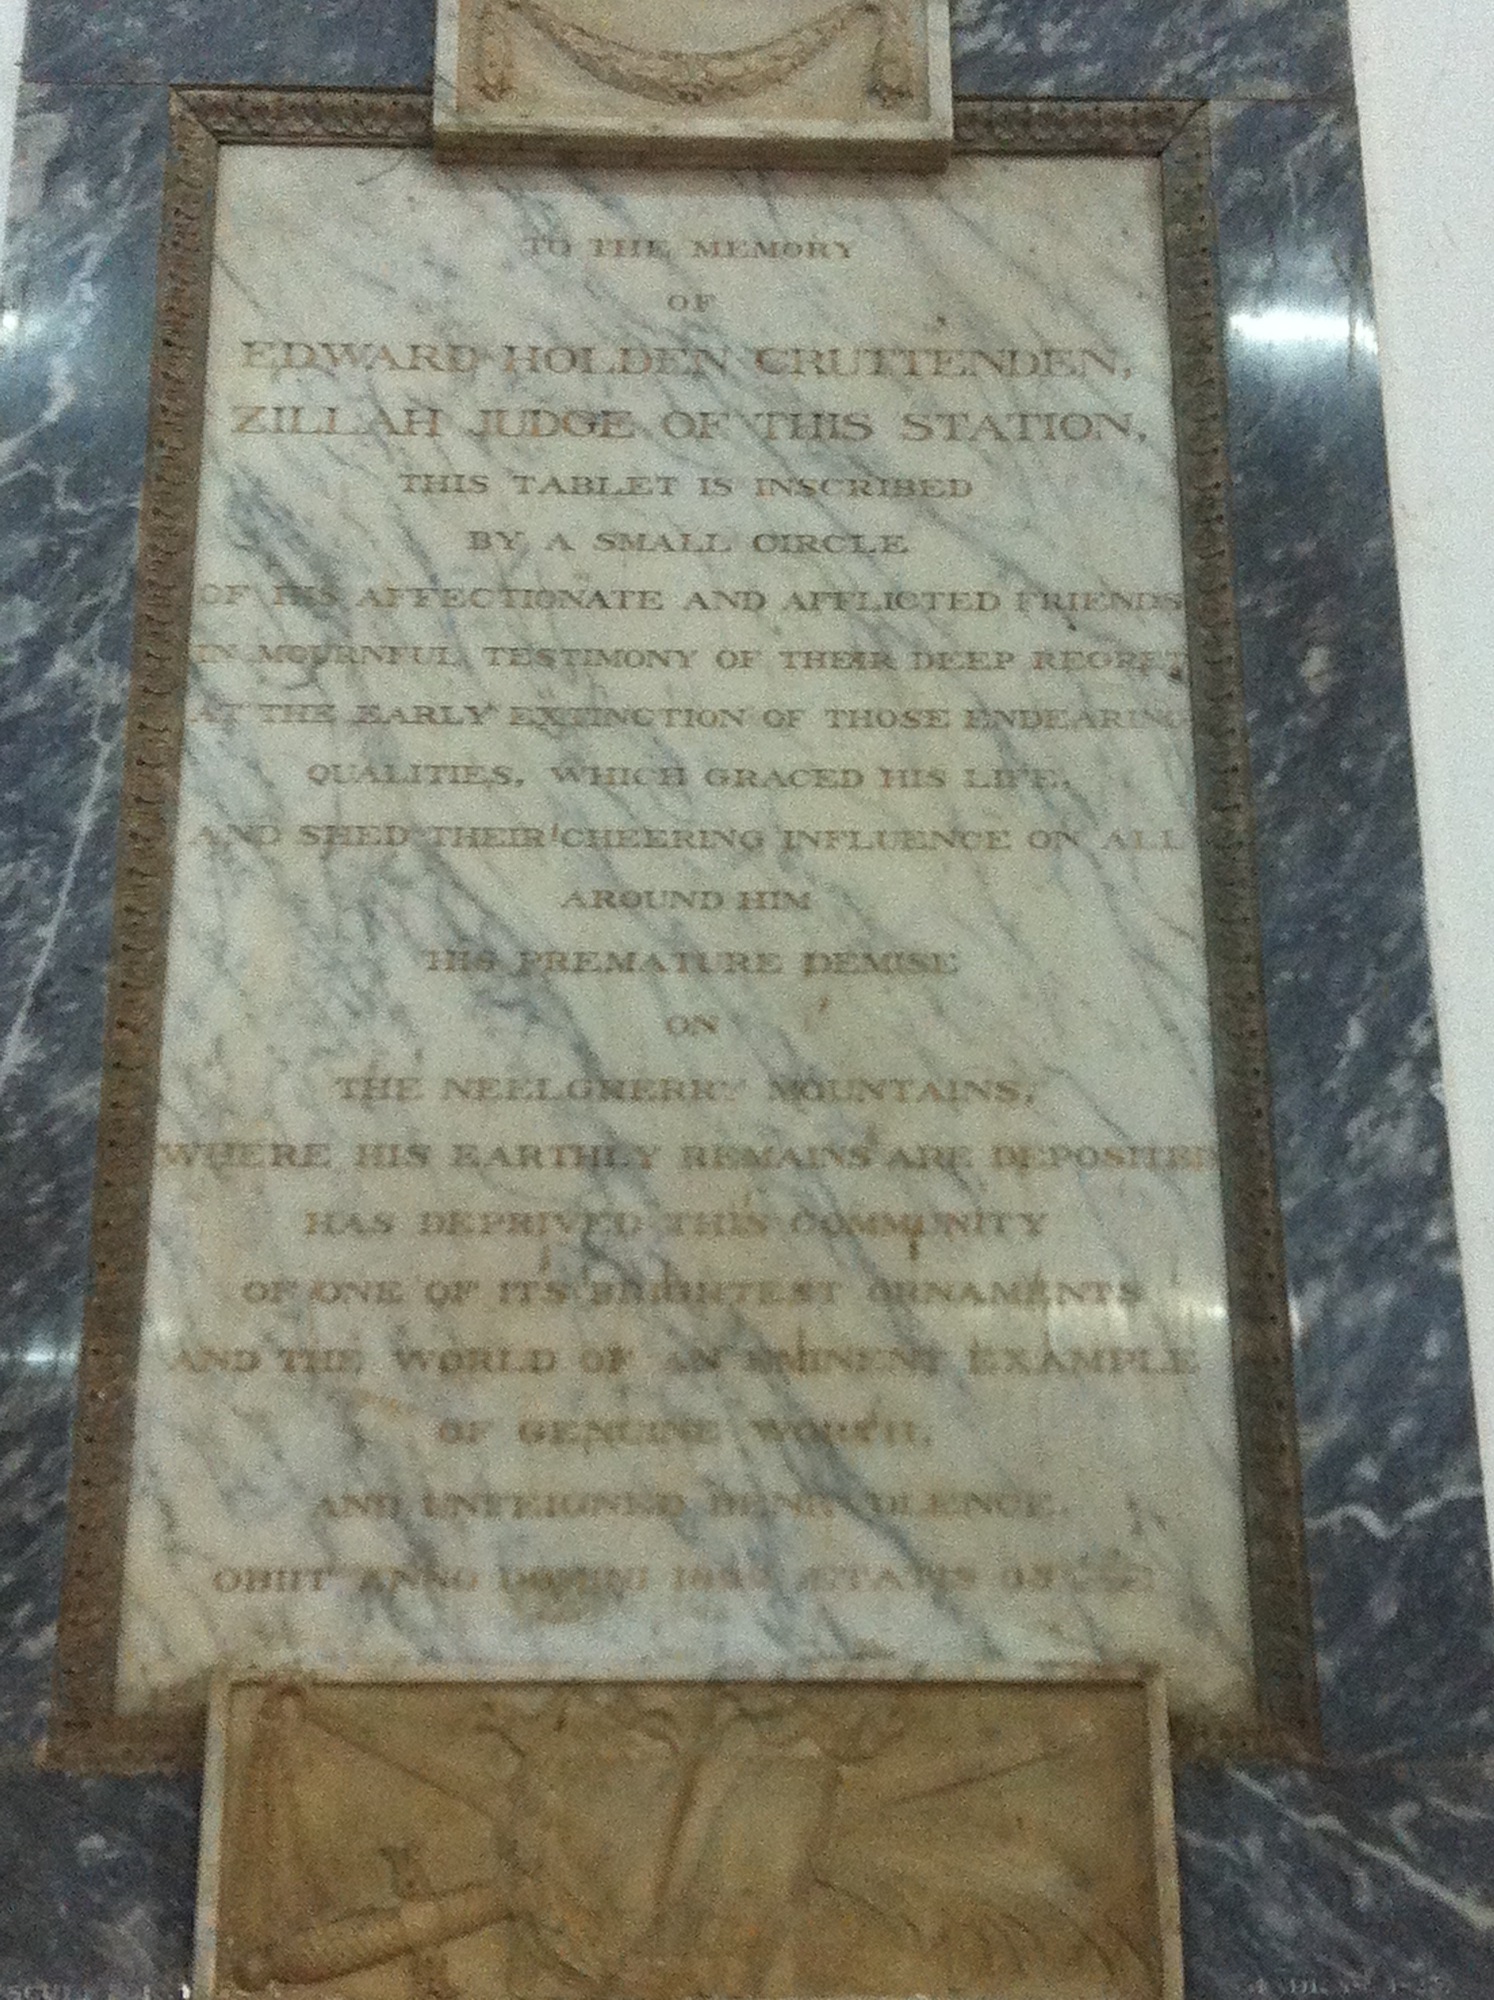 TO THE MEMORY
OF
EDWARD HOLDEN CRUTTENDEN,
ZILLAH JUDGE OF THIS STATION,
THIS TABLET IS INSCRIBED
BY A SMALL CIRCLE
OF HIS AFFECTIONATE AND AFFLICTED FRIENDS
IN MOURNFUL TESTIMONY OF THEIR DEEP REGRET
AT THE EARLY EXTINCTION OF THOSE ENDEARING
QUALITIES, WHICH GRACED HIS LIFE,
AND SHED THEIR CHEERING INFLUENCE ON ALL
AROUND HIM
HIS PREMATURE DEMISE
ON
THE NEELGHERRY MOUNTAINS,
WHERE HIS EARTHLY REMAINS ARE DEPOSITED
HAS DEPRIVED THIS COMMUNITY
OF ONE OF ITS BRIGHTEST ORNAMENTS
AND THE WORLD OF AN EMINENT EXAMPLE
OF GENUINE WORTH,
AND UNFEIGNED BENEVOLENCE.
OBIIT ANNO DOMINI ÆTATIS